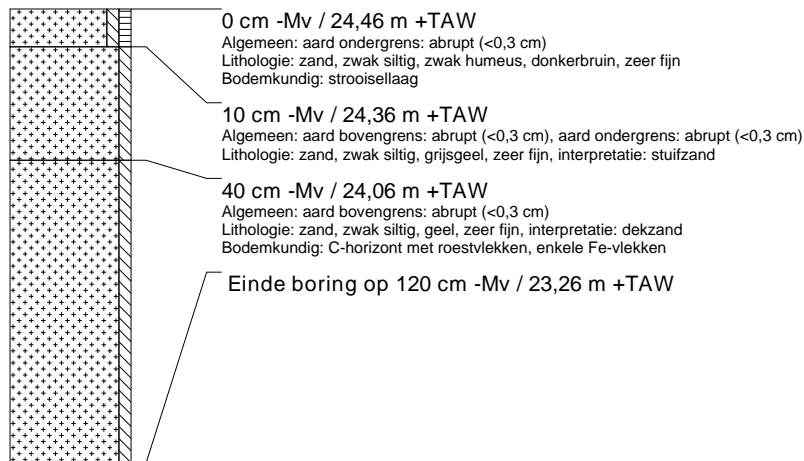 0 cm -Mv / 24,46 m +TAW
Algemeen: aard ondergrens: abrupt (<0,3 cm)
Lithologie: zand, zwak siltig, zwak humeus, donkerbruin, zeer fijn
Bodemkundig: strooisellaag
10 cm -Mv / 24,36 m +TAW
Algemeen: aard bovengrens: abrupt (<0,3 cm), aard ondergrens: abrupt (<0,3 cm)
Lithologie: zand, zwak siltig, grijsgeel, zeer fijn, interpretatie: stuifzand
40 cm -Mv / 24,06 m +TAW
Algemeen: aard bovengrens: abrupt (<0,3 cm)
Lithologie: zand, zwak siltig, geel, zeer fijn, interpretatie: dekzand
Bodemkundig: C-horizont met roestvlekken, enkele Fe-vlekken
Einde boring op 120 cm -Mv / 23,26 m +TAW